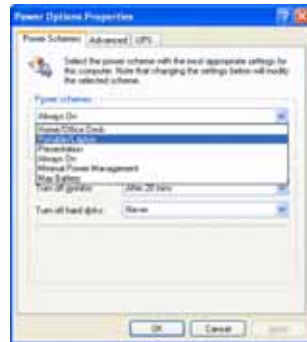 Power Options Properties
Power Schemes Advanced UPS
Select the power scheme with the most appropriate settings for
this computer. Note that changing the settings below will modify
the selected scheme.
Power schemes
Always On
Home/Office Desk
Portable/Laptop
Presentation
Always On
Minimal Power Management
Max Battery
Turn off monitor: After 20 mins
Turn off hard disks: Never
OK Cancel Apply